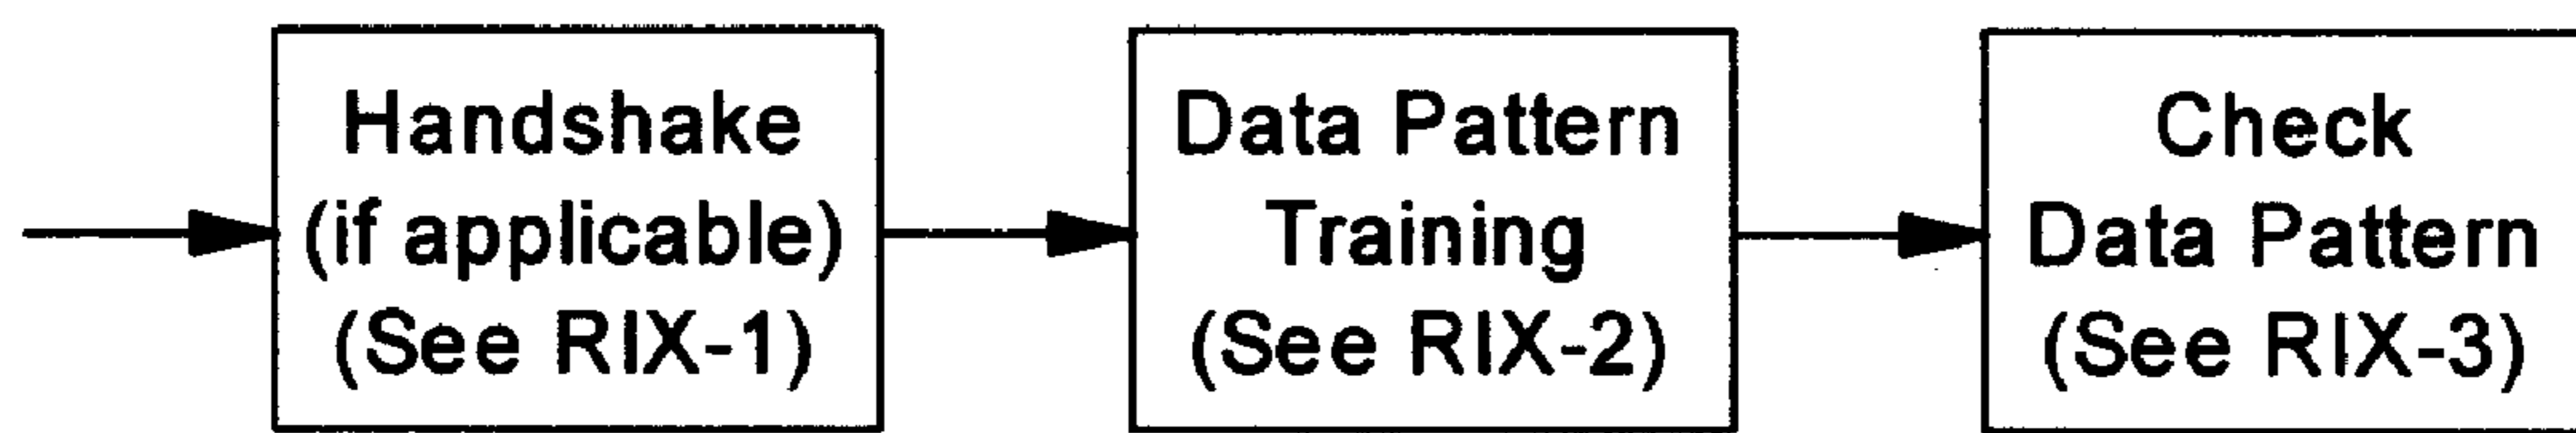 Handshake
(if applicable)
(See RIX-1)
Data Pattern
Training
(See RIX-2)
Check
Data Pattern
(See RIX-3)